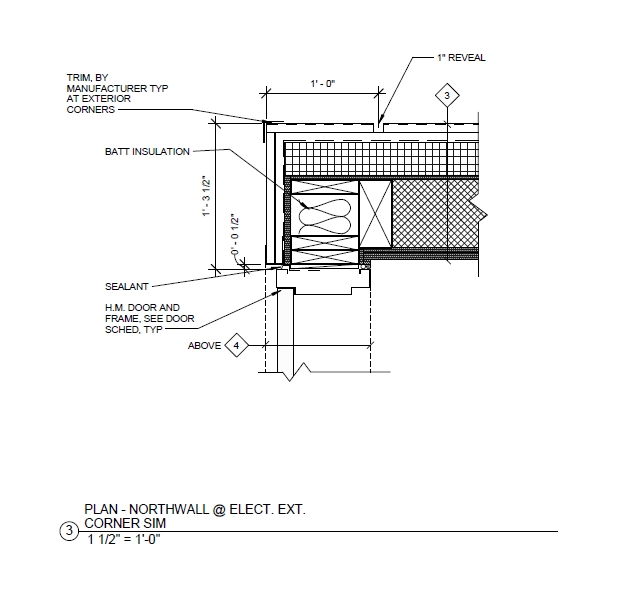 1" REVEAL
TRIM, BY
MANUFACTURER TYP
AT EXTERIOR
CORNERS
1' - 0"
3
BATT INSULATION
1' - 3 1/2"
0' - 0 1/2"
SEALANT
H.M. DOOR AND
FRAME, SEE DOOR
SCHED, TYP
ABOVE 4
PLAN - NORTHWALL @ ELECT. EXT.
CORNER SIM
3
1 1/2" = 1'-0"